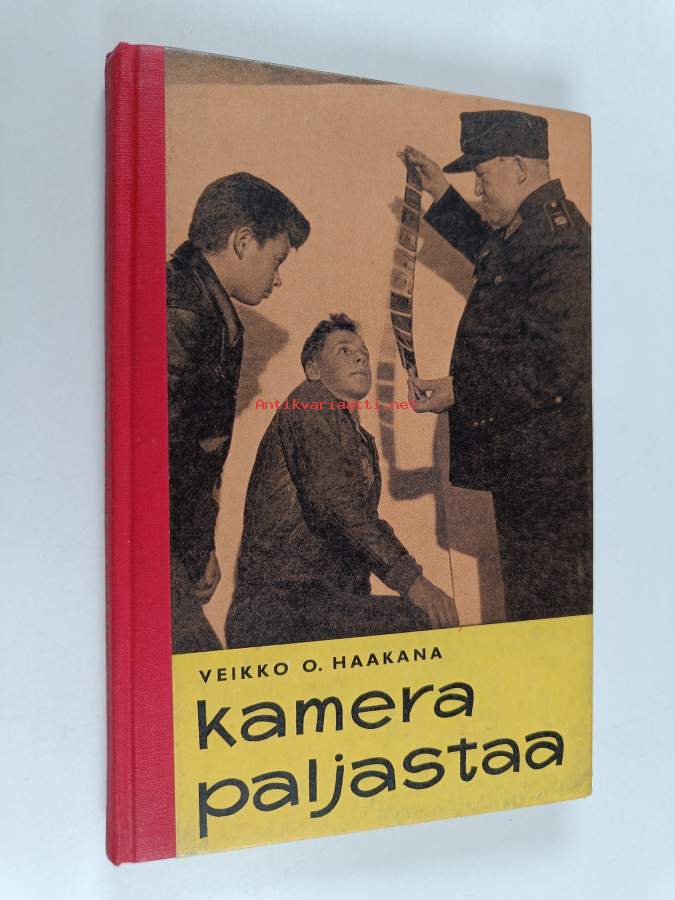 Antikvariaatti.net
VEIKKO O. HAAKANA
kamera
paljastaa